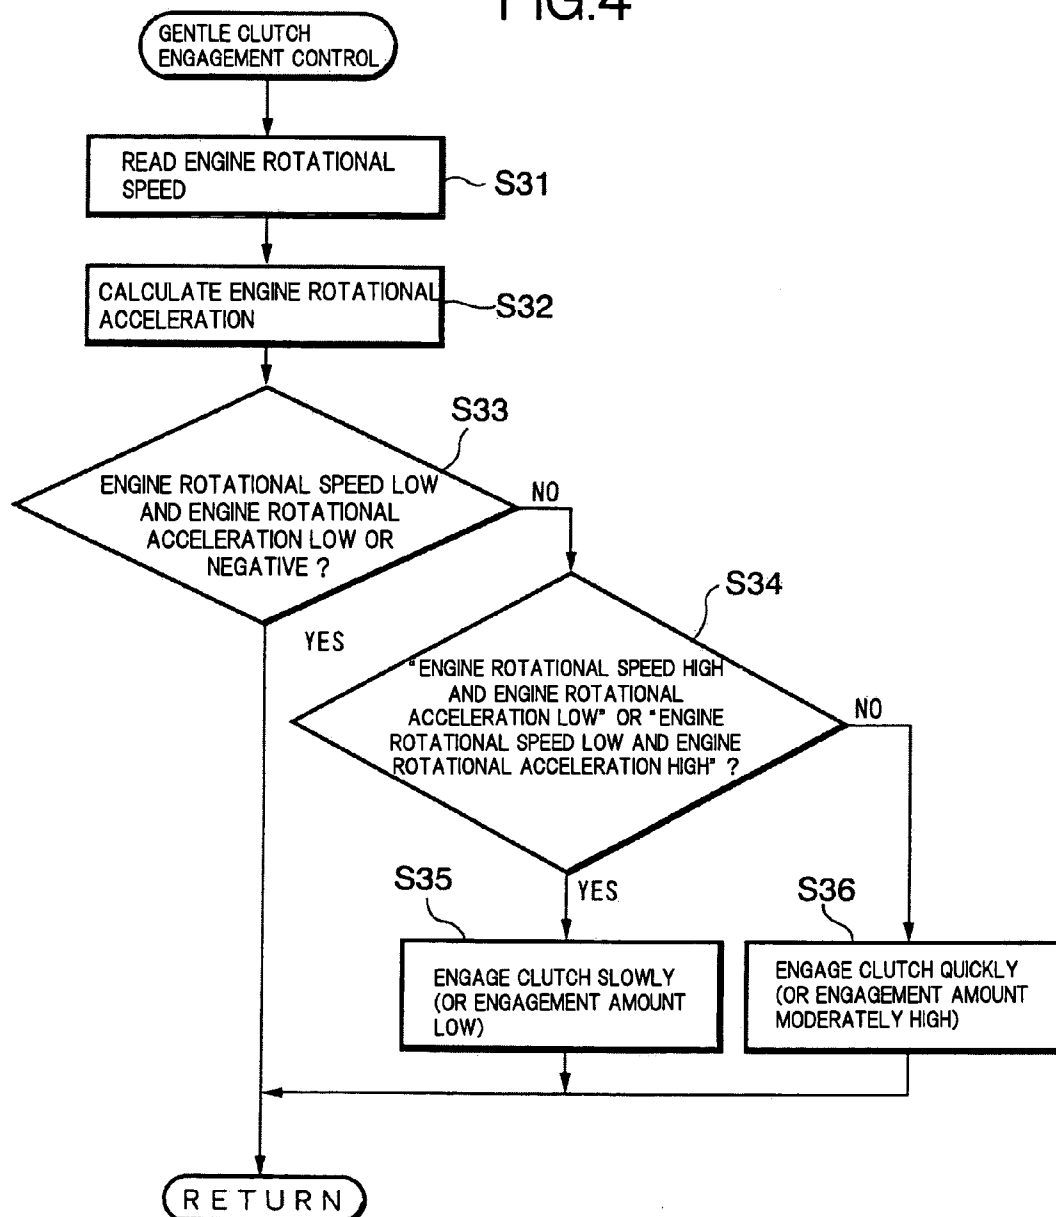 FIG.4
GENTLE CLUTCH
ENGAGEMENT CONTROL
READ ENGINE ROTATIONAL
SPEED
S31
CALCULATE ENGINE ROTATIONAL
ACCELERATION
S32
S33
ENGINE ROTATIONAL SPEED LOW
AND ENGINE ROTATIONAL
ACCELERATION LOW OR
NEGATIVE ?
NO
YES
S34
"ENGINE ROTATIONAL SPEED HIGH
AND ENGINE ROTATIONAL
ACCELERATION LOW" OR "ENGINE
ROTATIONAL SPEED LOW AND ENGINE
ROTATIONAL ACCELERATION HIGH" ?
NO
YES
S35
ENGAGE CLUTCH SLOWLY
(OR ENGAGEMENT AMOUNT
LOW)
S36
ENGAGE CLUTCH QUICKLY
(OR ENGAGEMENT AMOUNT
MODERATELY HIGH)
RETURN